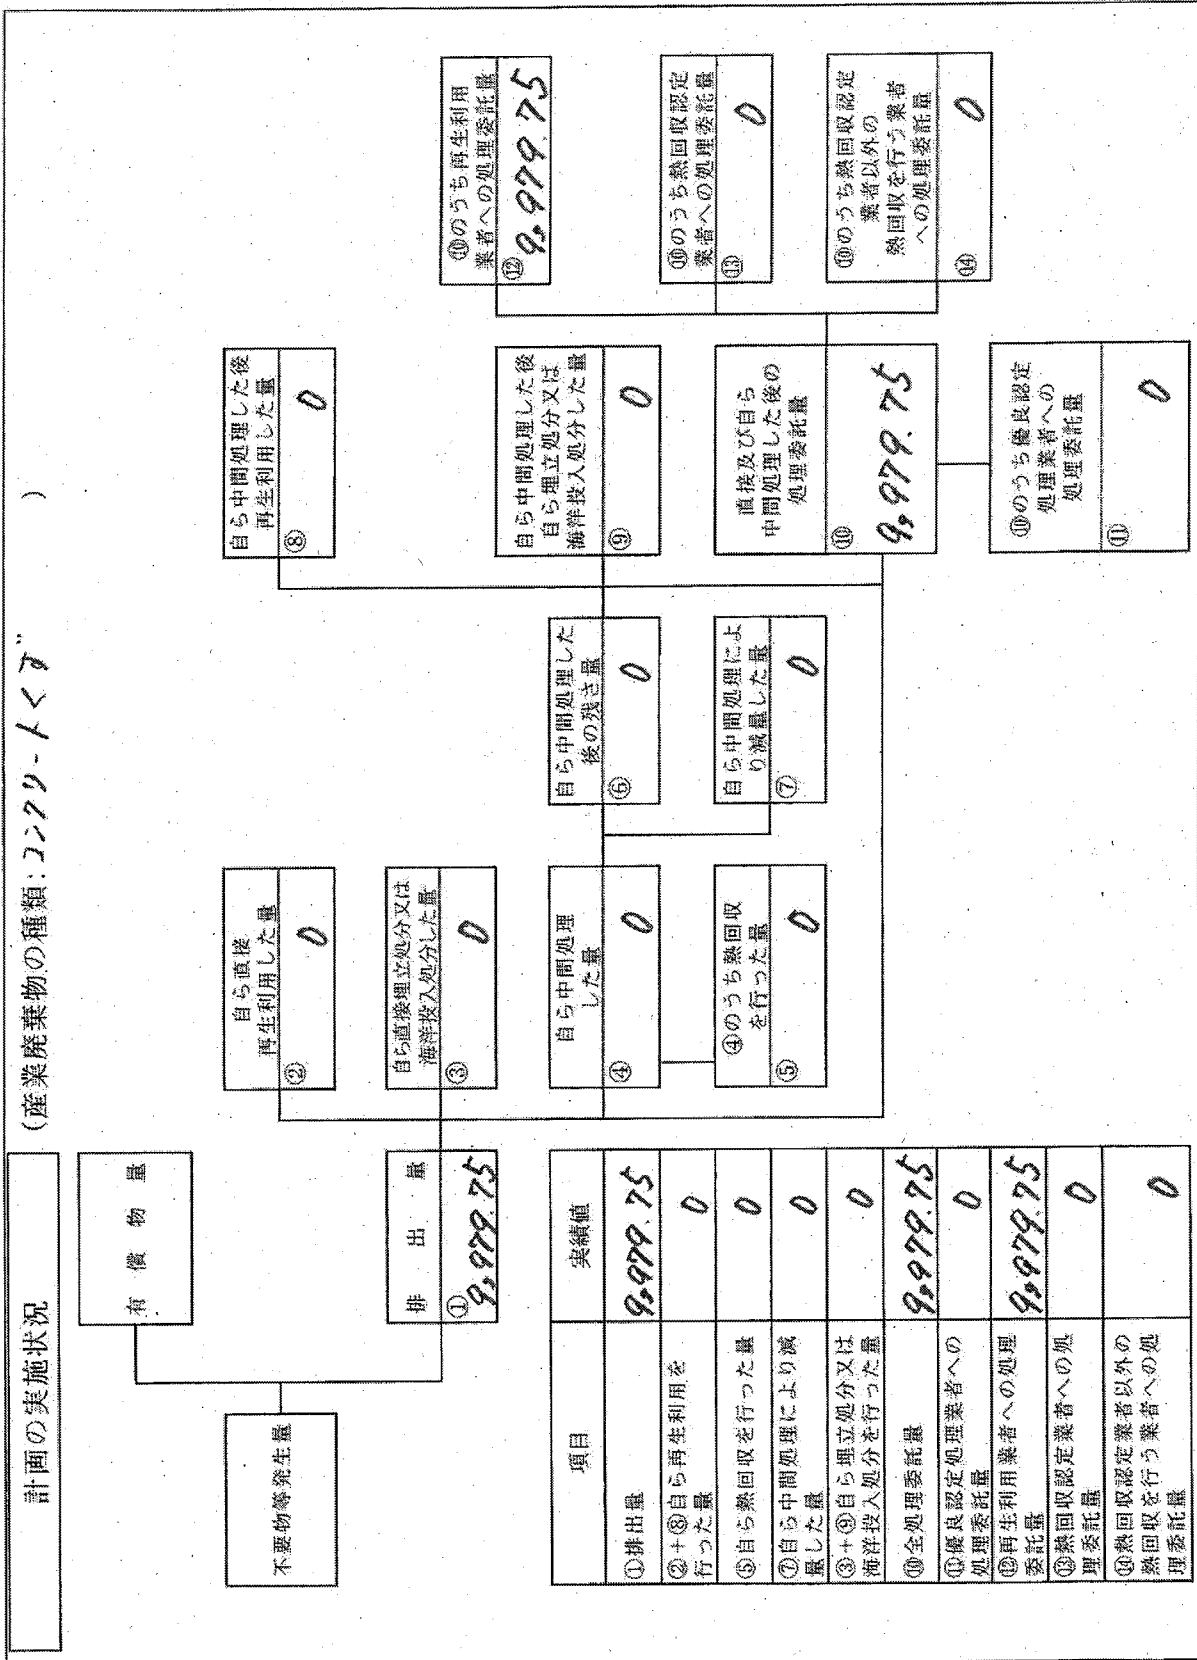 計画の実施状況
(産業廃棄物の種類:コンクリートくず )
不要物等発生量
有償物量
排出量
①
9,979.75
自ら直接
再生利用した量
②
0
自ら直接埋立処分又は
海洋投入処分した量
③
0
自ら中間処理
した量
④
0
④のうち熱回収
を行った量
⑤
0
自ら中間処理した
後の残さ量
⑥
0
自ら中間処理によ
り減量した量
⑦
0
自ら中間処理した後
再生利用した量
⑧
0
自ら中間処理した後
自ら埋立処分又は
海洋投入処分した量
⑨
0
直接及び自ら
中間処理した後の
処理委託量
⑩
9,979.75
⑩のうち優良認定
処理業者への
処理委託量
⑪
0
⑩のうち再生利用
業者への処理委託量
⑫
9,979.75
⑩のうち熱回収認定
業者への処理委託量
⑬
0
⑩のうち熱回収認定
業者以外の
熱回収を行う業者
への処理委託量
⑭
0
項目 実績値
①排出量 9,979.75
②+⑧自ら再生利用を
行った量 0
⑤自ら熱回収を行った量 0
⑦自ら中間処理により減
量した量 0
③+⑨自ら埋立処分又は
海洋投入処分を行った量 0
⑩全処理委託量 9,979.75
⑪優良認定処理業者への
処理委託量 0
⑫再生利用業者への処理
委託量 9,979.75
⑬熱回収認定業者への処
理委託量 0
⑭熱回収認定業者以外の
熱回収を行う業者への処
理委託量 0